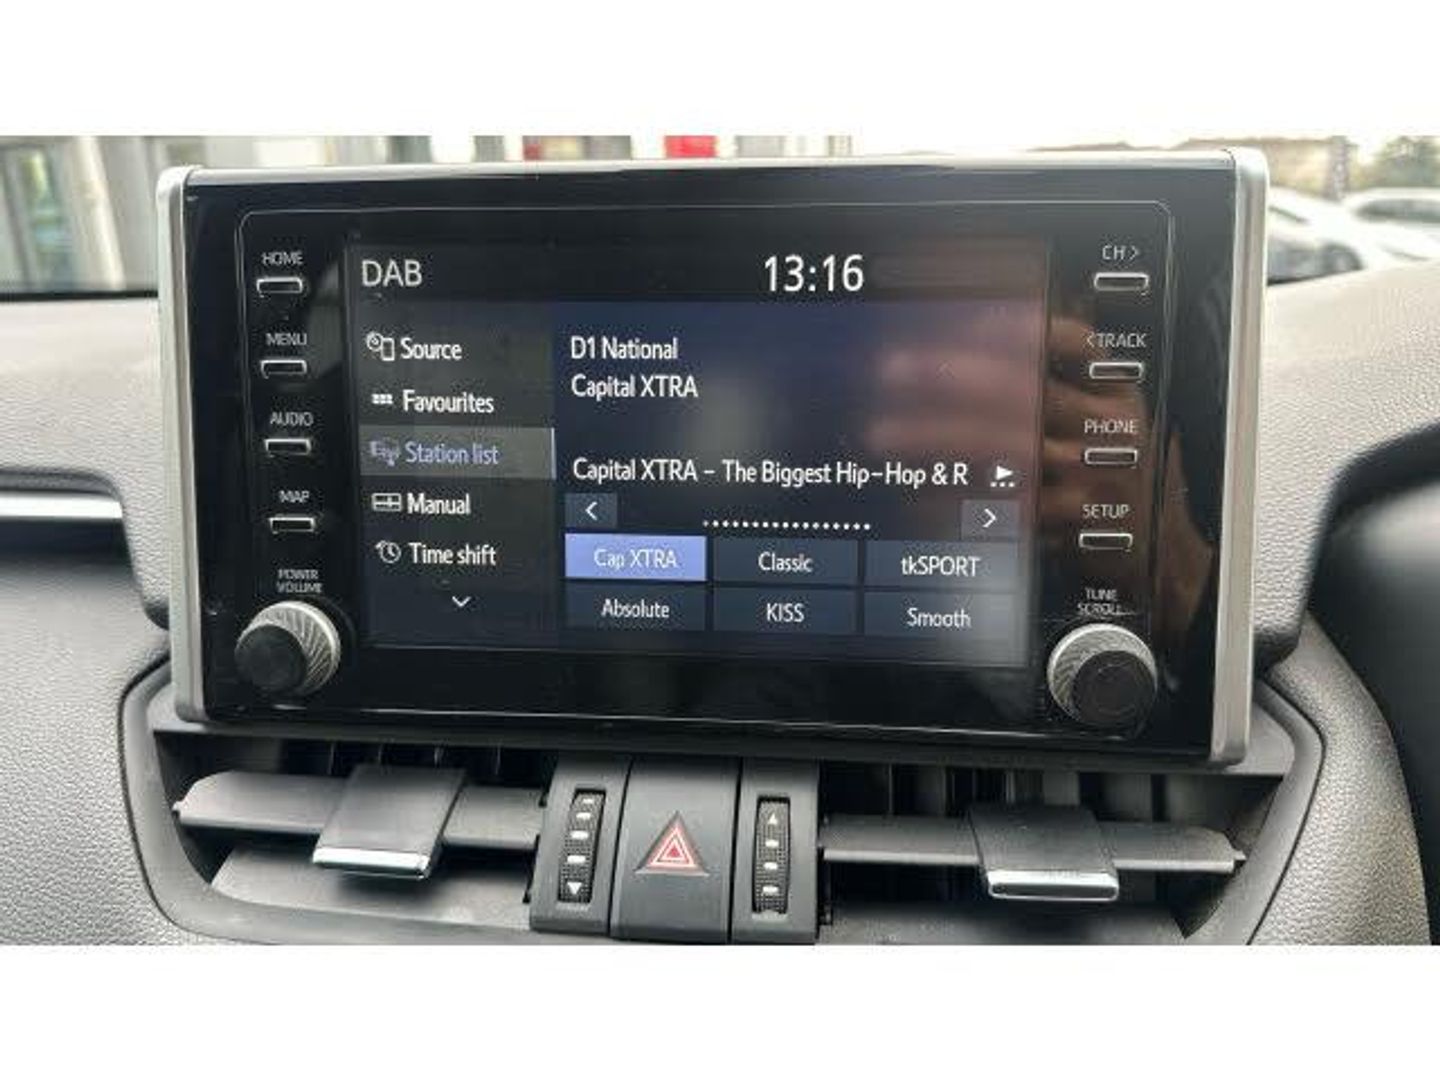 HOME
MENU
AUDIO
MAP
POWER
VOLUME
DAB
13:16
Source
Favourites
Station list
Manual
Time shift
D1 National
Capital XTRA
Capital XTRA - The Biggest Hip-Hop & R
Cap XTRA
Classic
tkSPORT
Absolute
KISS
Smooth
CH >
< TRACK
PHONE
SETUP
TUNE
SCROLL